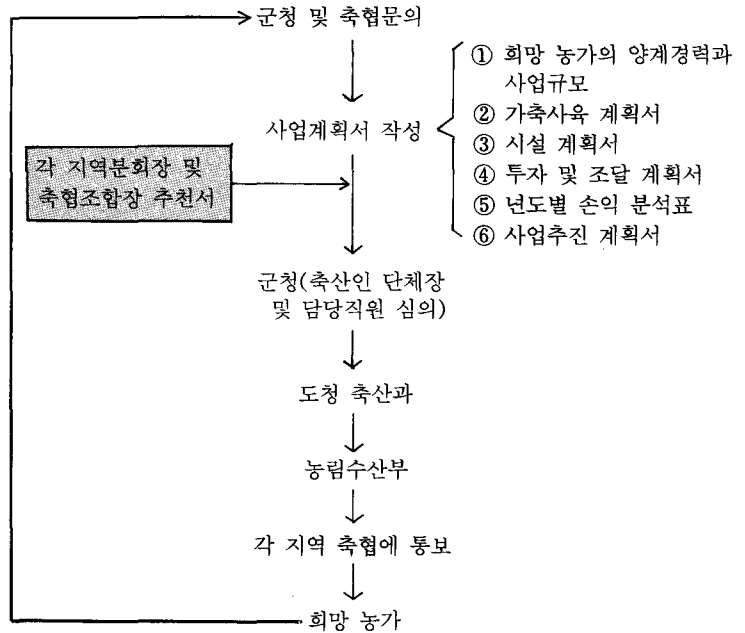 군청 및 축협문의
사업계획서 작성
① 희망 농가의 양계경력과
사업규모
② 가축사육 계획서
③ 시설 계획서
④ 투자 및 조달 계획서
⑤ 년도별 손익 분석표
⑥ 사업추진 계획서
각 지역분회장 및
축협조합장 추천서
군청(축산인 단체장
및 담당직원 심의)
도청 축산과
농림수산부
각 지역 축협에 통보
희망 농가